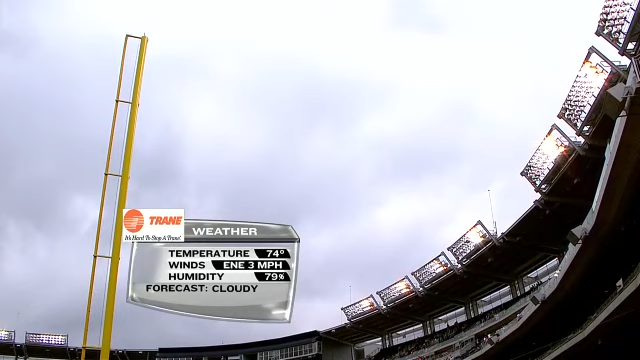 TRANE
It's Hard To Stop A Trane.
WEATHER
TEMPERATURE 74°
WINDS ENE 3 MPH
HUMIDITY 79%
FORECAST: CLOUDY